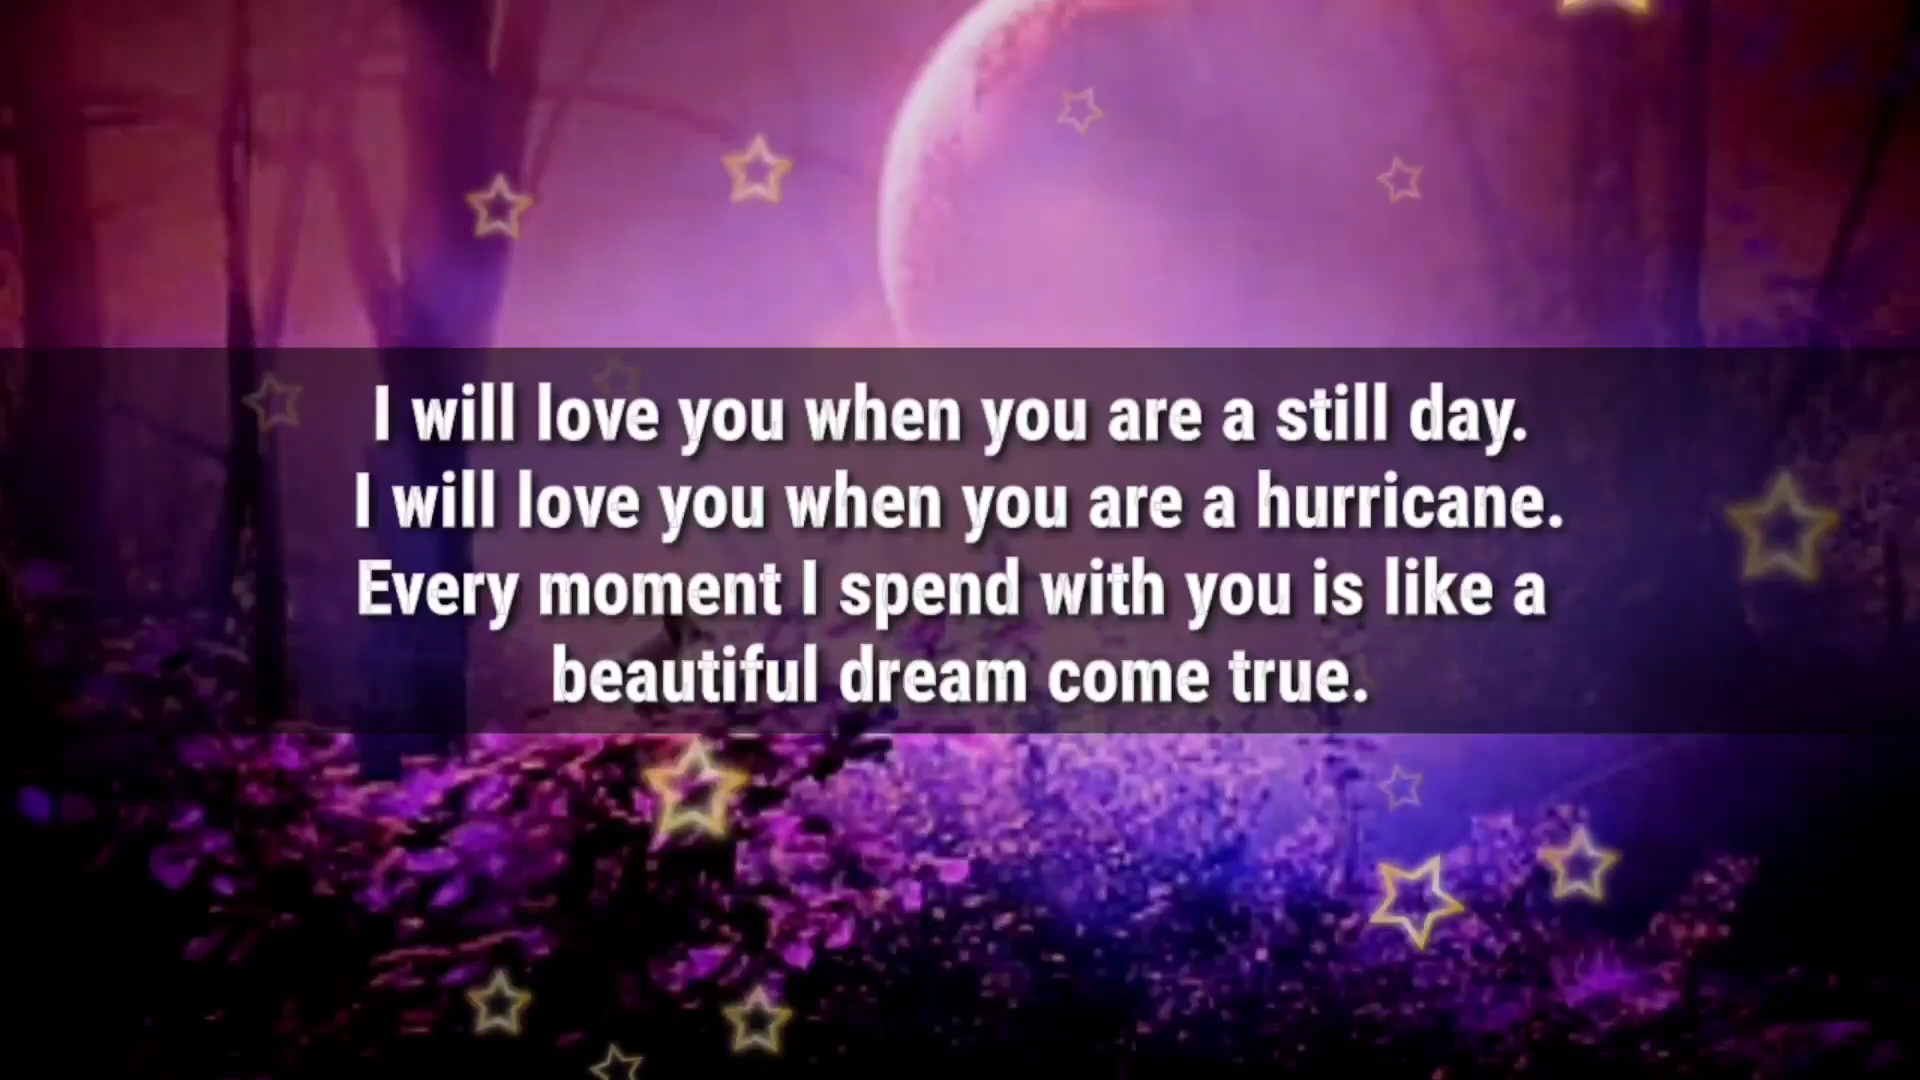 I will love you when you are a still day.
I will love you when you are a hurricane.
Every moment I spend with you is like a
beautiful dream come true.